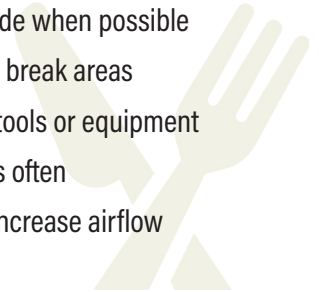 de when possible
break areas
tools or equipment
s often
ncrease airflow